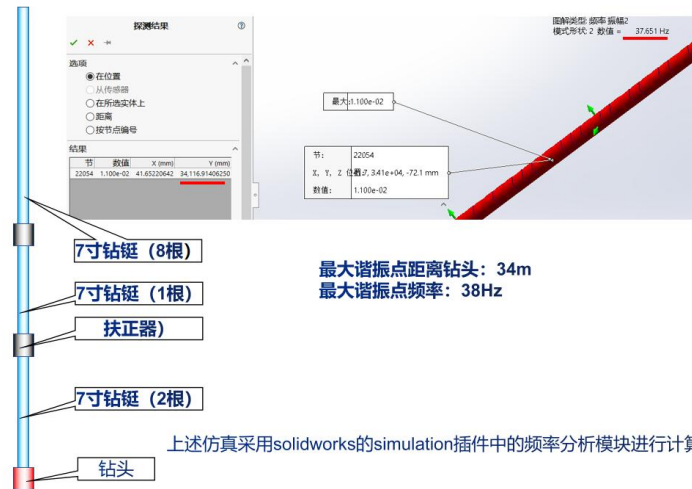 探测结果
选项
在位置
从传感器
在所选实体上
距离
按节点编号
结果
节 数值 X (mm) Y (mm)
22054 1.100e-02 41.65220642 34,116.91406250
图解类型: 频率 振幅2
模式形状: 2 数值 = 37.651 Hz
最大: 1.100e-02
节: 22054
X, Y, Z 位 3.41e+04, -72.1 mm
数值: 1.100e-02
7寸钻铤（8根）
7寸钻铤（1根）
扶正器)
7寸钻铤（2根）
钻头
最大谐振点距离钻头：34m
最大谐振点频率：38Hz
上述仿真采用solidworks的simulation插件中的频率分析模块进行计算